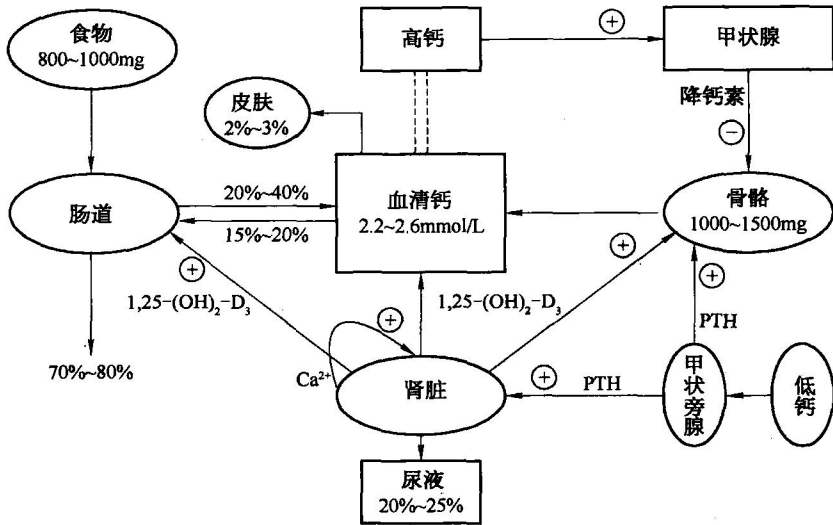 食物
800~1000mg
高钙
+
甲状腺
降钙素
−
皮肤
2%~3%
肠道
20%~40%
15%~20%
血清钙
2.2~2.6mmol/L
骨骼
1000~1500mg
+
1,25-(OH)₂-D₃
+
1,25-(OH)₂-D₃
+
+
PTH
70%~80%
Ca²⁺
肾脏
+
PTH
甲状旁腺
低钙
尿液
20%~25%